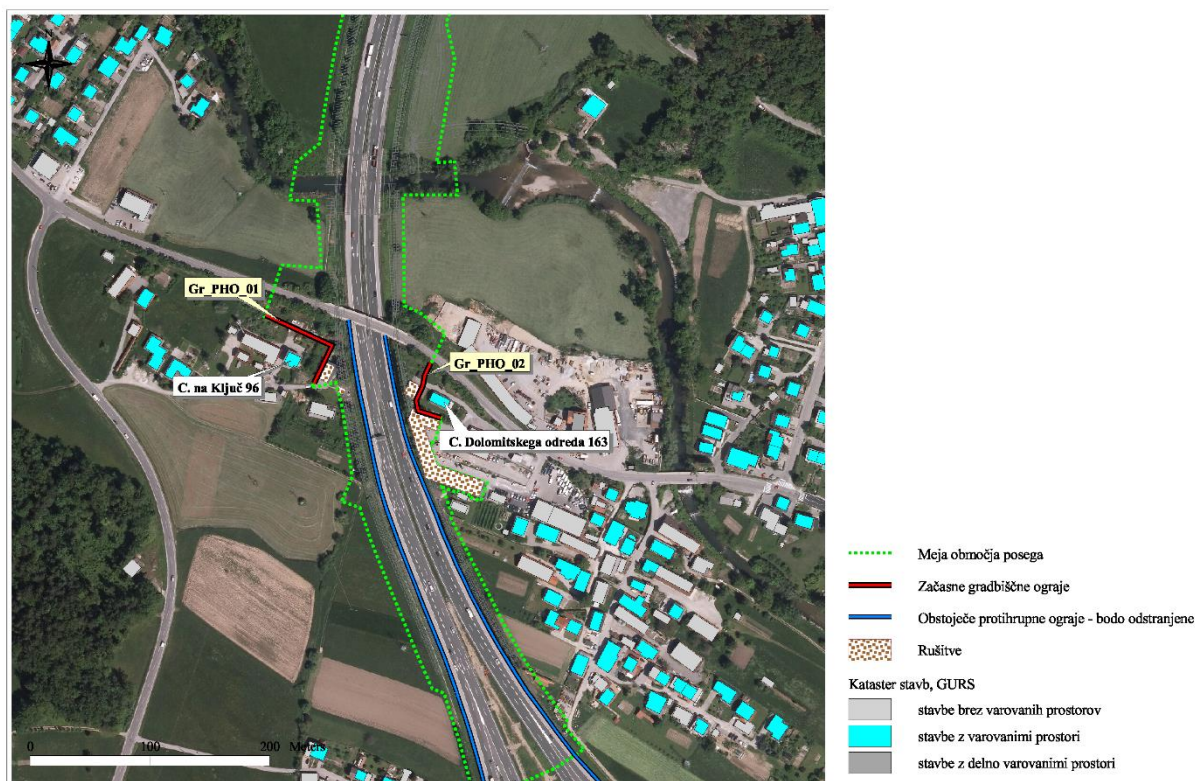 Gr_PHO_01
C. na Ključ 96
Gr_PHO_02
C. Dolomitskega odreda 163
0 100 200 Meters
Meja območja posega
Začasne gradbiščne ograje
Obstoječe protihrupne ograje - bodo odstranjene
Rušitve
Kataster stavb, GURS
stavbe brez varovanih prostorov
stavbe z varovanimi prostori
stavbe z delno varovanimi prostori